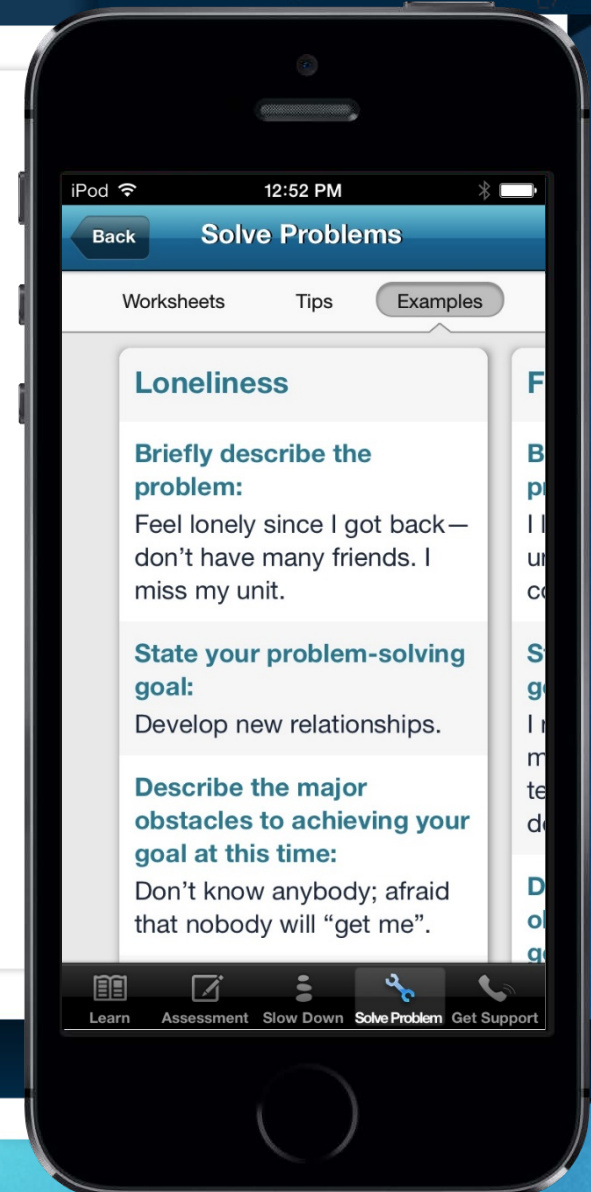 iPod 12:52 PM
Back Solve Problems
Worksheets Tips Examples
Loneliness
Briefly describe the
problem:
Feel lonely since I got back—
don't have many friends. I
miss my unit.
State your problem-solving
goal:
Develop new relationships.
Describe the major
obstacles to achieving your
goal at this time:
Don't know anybody; afraid
that nobody will “get me”.
Learn Assessment Slow Down Solve Problem Get Support